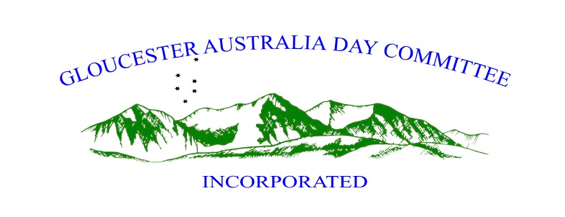 GLOUCESTER AUSTRALIA DAY COMMITTEE
INCORPORATED